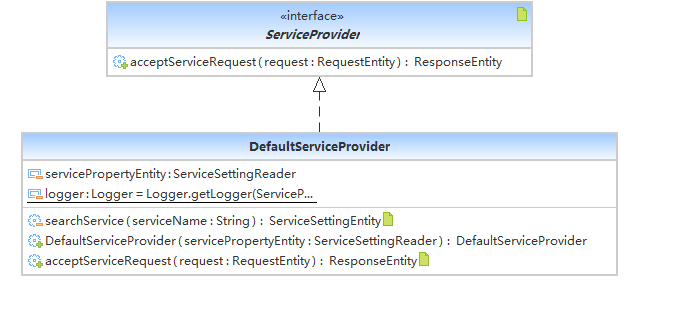 «interface»
ServiceProvider
acceptServiceRequest(request:RequestEntity): ResponseEntity
DefaultServiceProvider
servicePropertyEntity:ServiceSettingReader
logger:Logger = Logger.getLogger(ServiceP...
searchService(serviceName:String): ServiceSettingEntity
DefaultServiceProvider(servicePropertyEntity:ServiceSettingReader): DefaultServiceProvider
acceptServiceRequest(request:RequestEntity): ResponseEntity